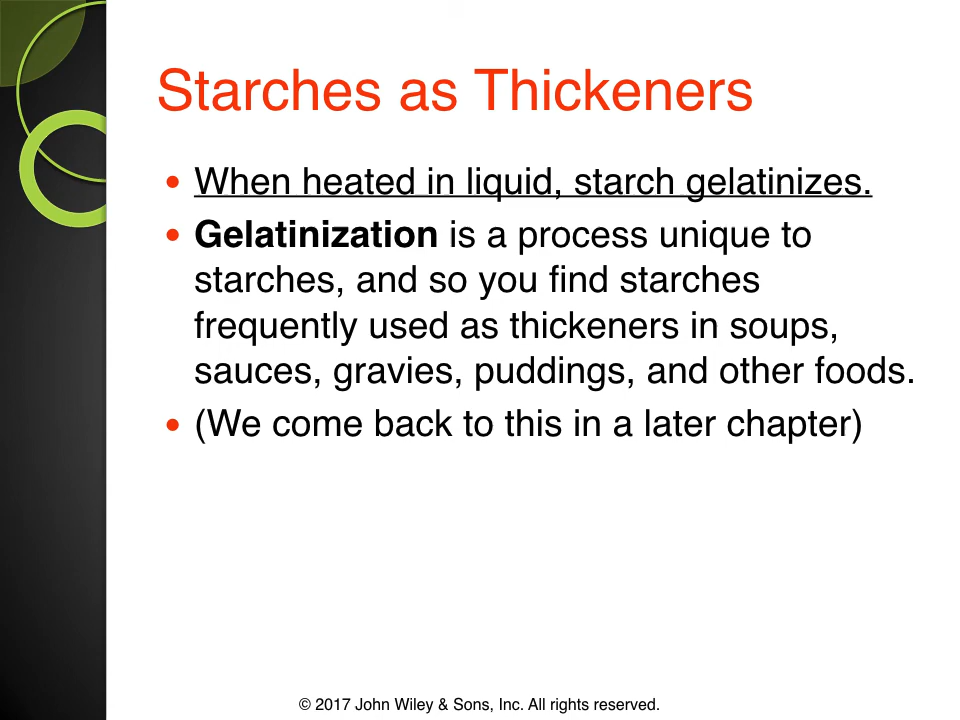 Starches as Thickeners
• When heated in liquid, starch gelatinizes.
• Gelatinization is a process unique to
starches, and so you find starches
frequently used as thickeners in soups,
sauces, gravies, puddings, and other foods.
• (We come back to this in a later chapter)
© 2017 John Wiley & Sons, Inc. All rights reserved.